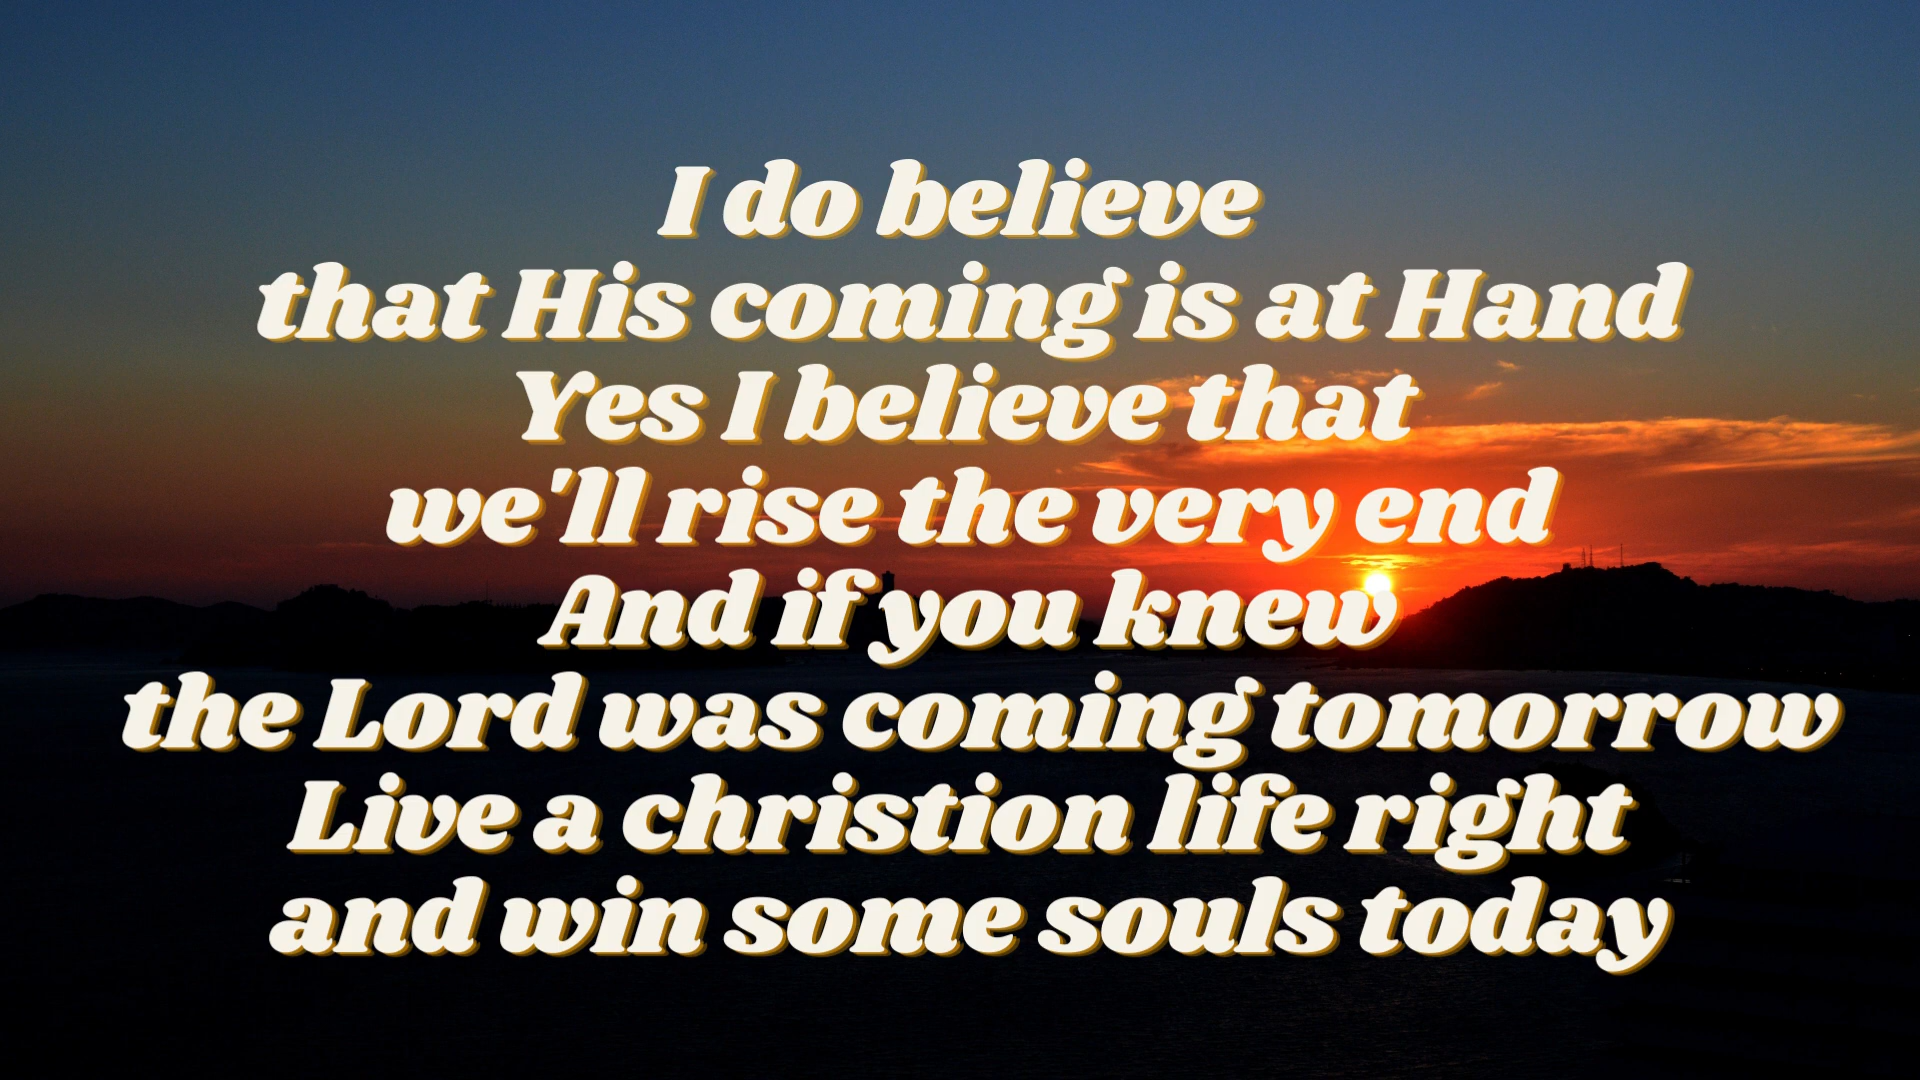 I do believe
that His coming is at Hand
Yes I believe that
we'll rise the very end
And if you knew
the Lord was coming tomorrow
Live a christion life right
and win some souls today